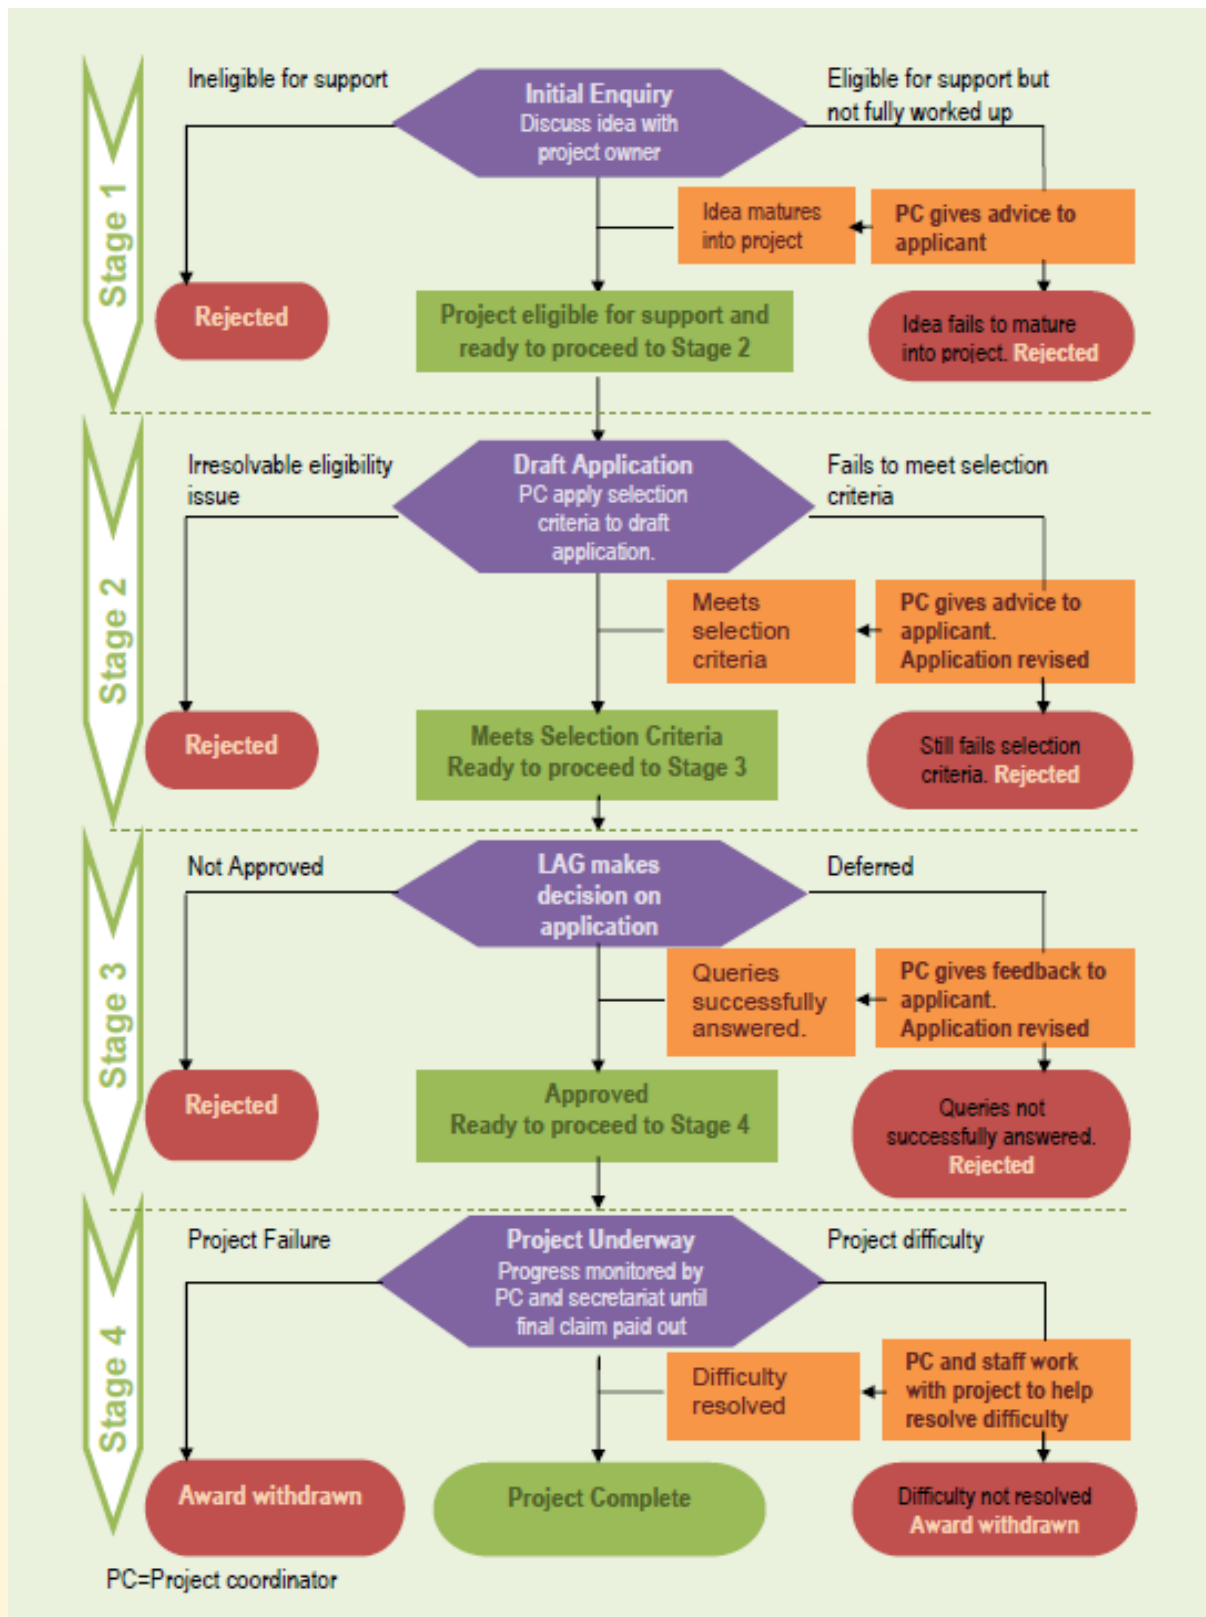 Stage 1
Ineligible for support
Initial Enquiry
Discuss idea with
project owner
Eligible for support but
not fully worked up
Idea matures
into project
PC gives advice to
applicant
Rejected
Project eligible for support and
ready to proceed to Stage 2
Idea fails to mature
into project. Rejected
Stage 2
Irresolvable eligibility
issue
Draft Application
PC apply selection
criteria to draft
application.
Fails to meet selection
criteria
Meets
selection
criteria
PC gives advice to
applicant.
Application revised
Rejected
Meets Selection Criteria
Ready to proceed to Stage 3
Still fails selection
criteria. Rejected
Stage 3
Not Approved
LAG makes
decision on
application
Deferred
Queries
successfully
answered.
PC gives feedback to
applicant.
Application revised
Rejected
Approved
Ready to proceed to Stage 4
Queries not
successfully answered.
Rejected
Stage 4
Project Failure
Project Underway
Progress monitored by
PC and secretariat until
final claim paid out
Project difficulty
Difficulty
resolved
PC and staff work
with project to help
resolve difficulty
Award withdrawn
Project Complete
Difficulty not resolved
Award withdrawn
PC=Project coordinator